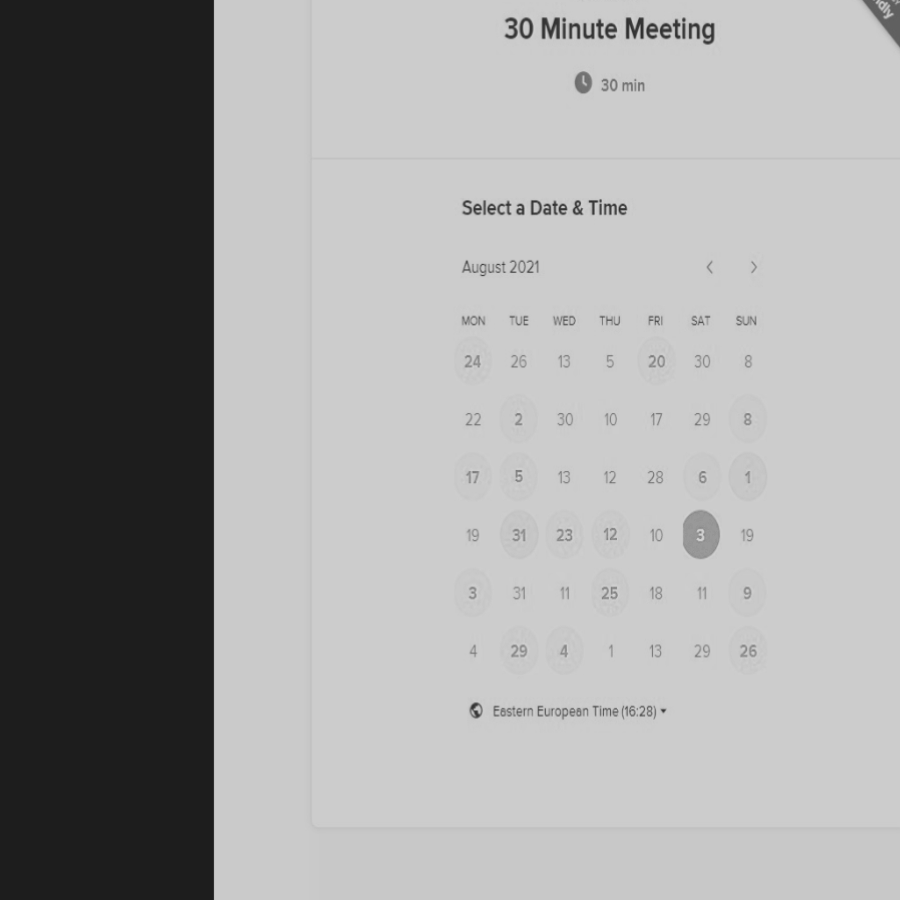 30 Minute Meeting
30 min
Select a Date & Time
August 2021
MON TUE WED THU FRI SAT SUN
24 26 13 5 20 30 8
22 2 30 10 17 29 8
17 5 13 12 28 6 1
19 31 23 12 10 3 19
3 31 11 25 18 11 9
4 29 4 1 13 29 26
Eastern European Time (16:28)